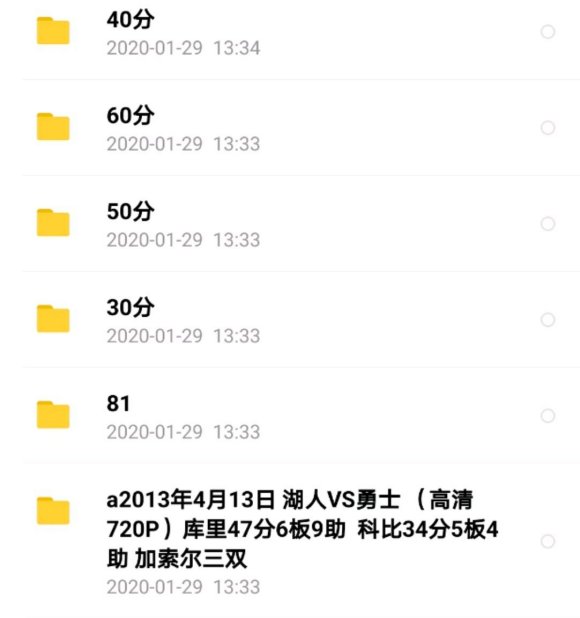 40分
2020-01-29 13:34
60分
2020-01-29 13:33
50分
2020-01-29 13:33
30分
2020-01-29 13:33
81
2020-01-29 13:33
a2013年4月13日 湖人VS勇士 （高清
720P）库里47分6板9助 科比34分5板4
助 加索尔三双
2020-01-29 13:33